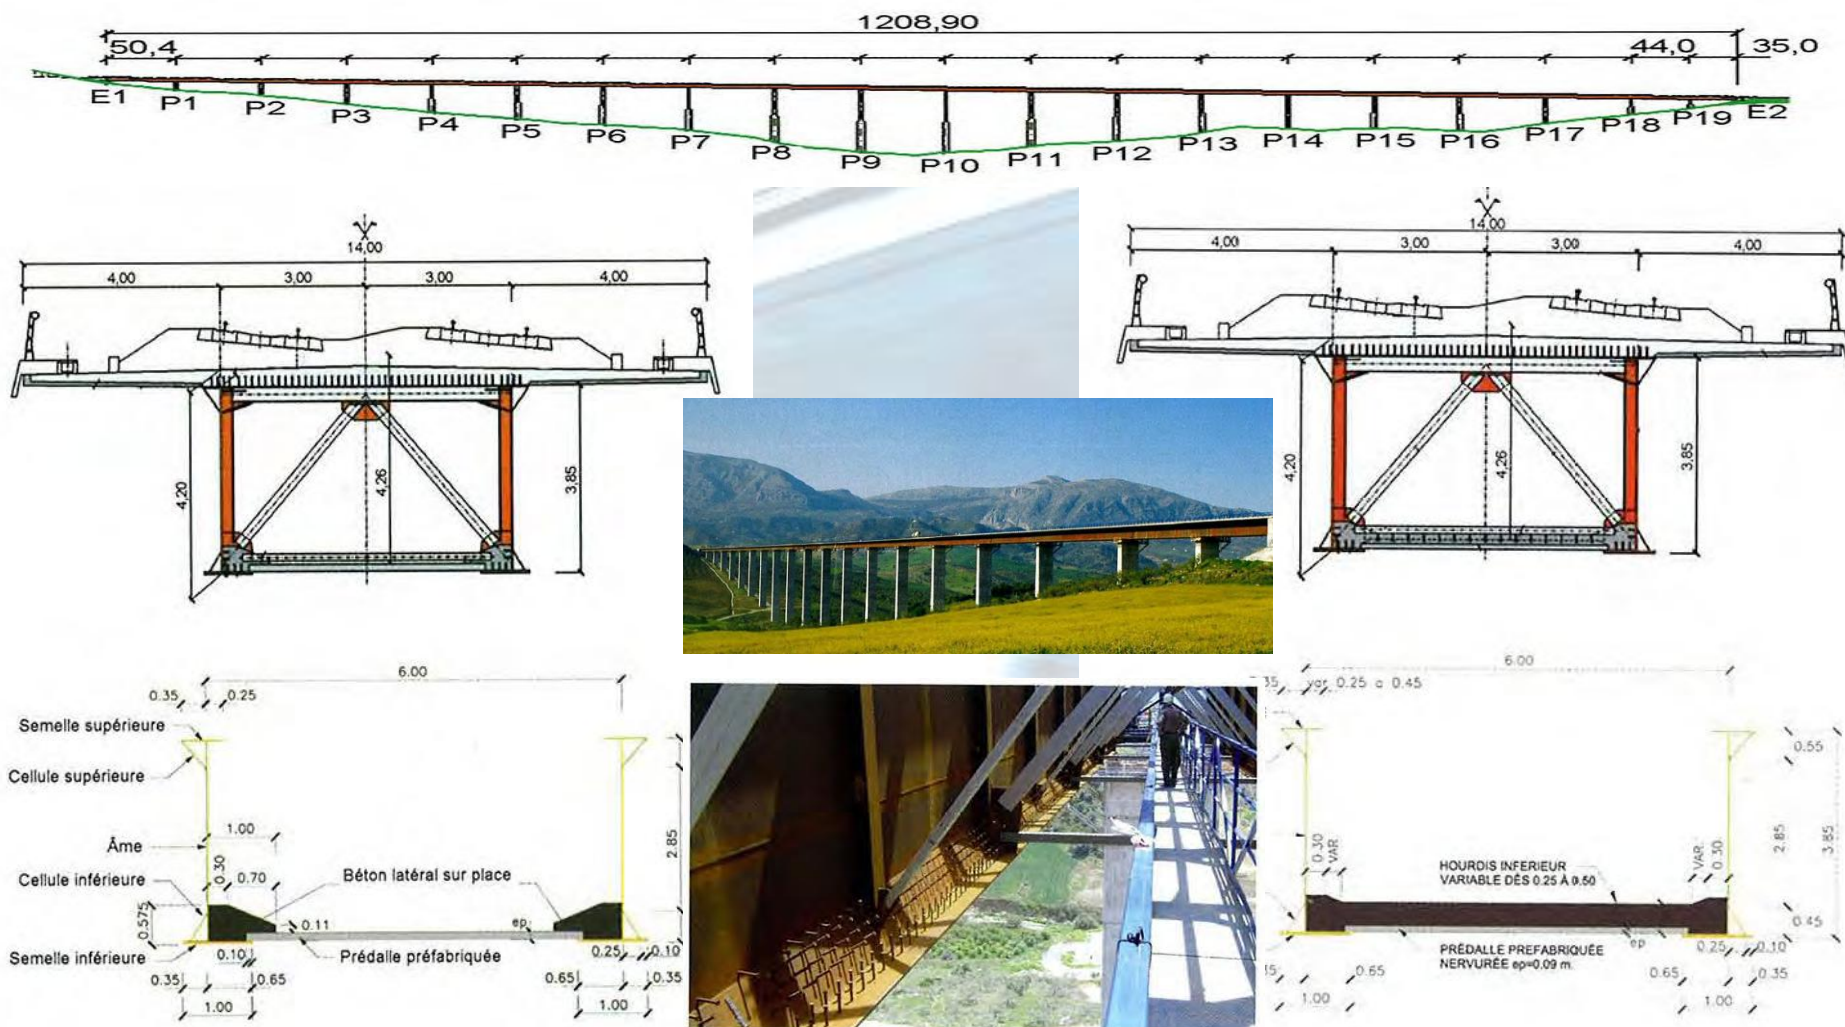 1208,90
50,4
44,0
35,0
E1
P1
P2
P3
P4
P5
P6
P7
P8
P9
P10
P11
P12
P13
P14
P15
P16
P17
P18
P19
E2
14,00
4,00
3,00
3,00
4,00
4,20
4,26
3,85
14,00
4,00
3,00
3,00
4,00
4,20
4,26
3,85
6.00
0.35
0.25
Semelle supérieure
Cellule supérieure
1.00
Âme
0.30
0.70
Cellule inférieure
Béton latéral sur place
2.85
0.575
0.11
ep
Semelle inférieure
0.10
Prédalle préfabriquée
0.25
0.10
0.35
0.65
0.65
0.35
1.00
1.00
6.00
var 0.25 a 0.45
0.55
0.30
VAR
HOURDIS INFERIEUR
VARIABLE DÈS 0.25 À 0.50
VAR.
0.30
2.85
3.85
0.45
PRÉDALLE PREFABRIQUÉE
NERVURÉE ep=0.09 m.
ep
0.25
0.10
0.65
0.65
0.35
1.00
1.00